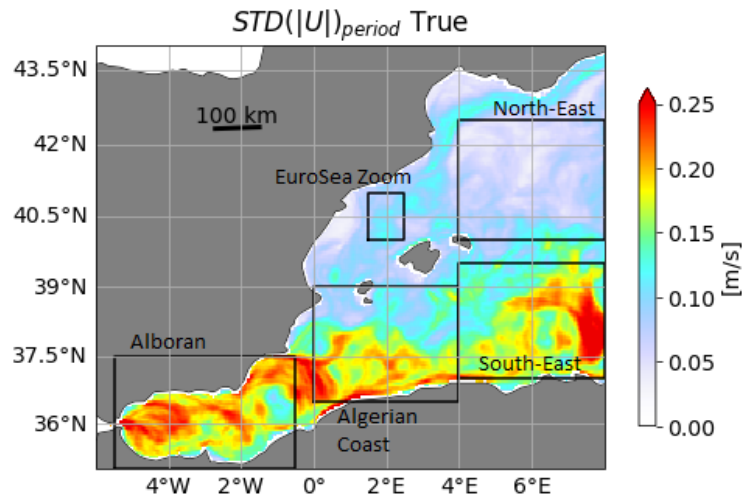 STD(|U|)period True
43.5°N
42°N
40.5°N
39°N
37.5°N
36°N
4°W
2°W
0°
2°E
4°E
6°E
100 km
North-East
EuroSea Zoom
Alboran
South-East
Algerian
Coast
0.25
0.20
0.15
0.10
0.05
0.00
[m/s]